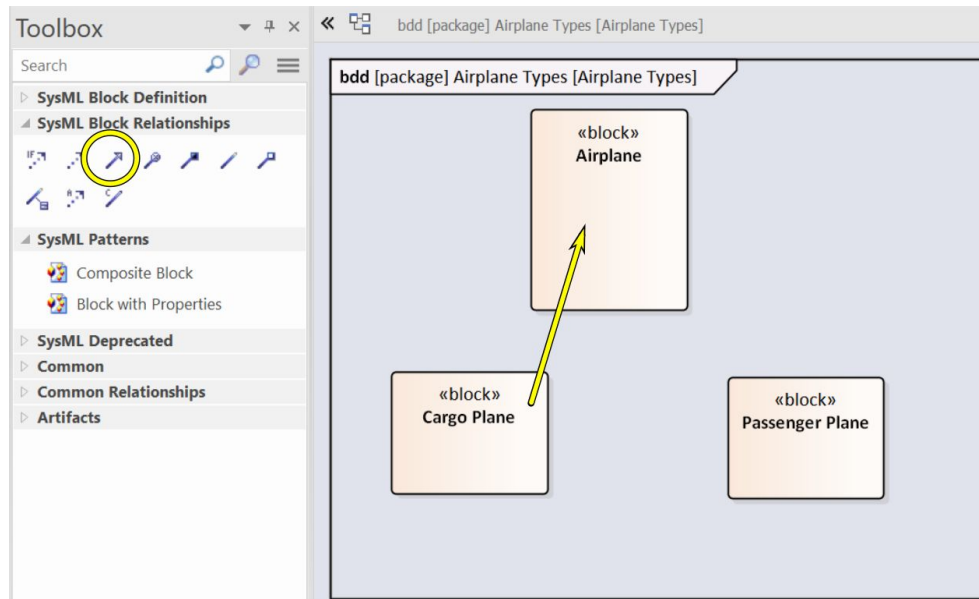 Toolbox
Search
SysML Block Definition
SysML Block Relationships
IF
A
C
SysML Patterns
Composite Block
Block with Properties
SysML Deprecated
Common
Common Relationships
Artifacts
bdd [package] Airplane Types [Airplane Types]
bdd [package] Airplane Types [Airplane Types]
«block»
Airplane
«block»
Cargo Plane
«block»
Passenger Plane